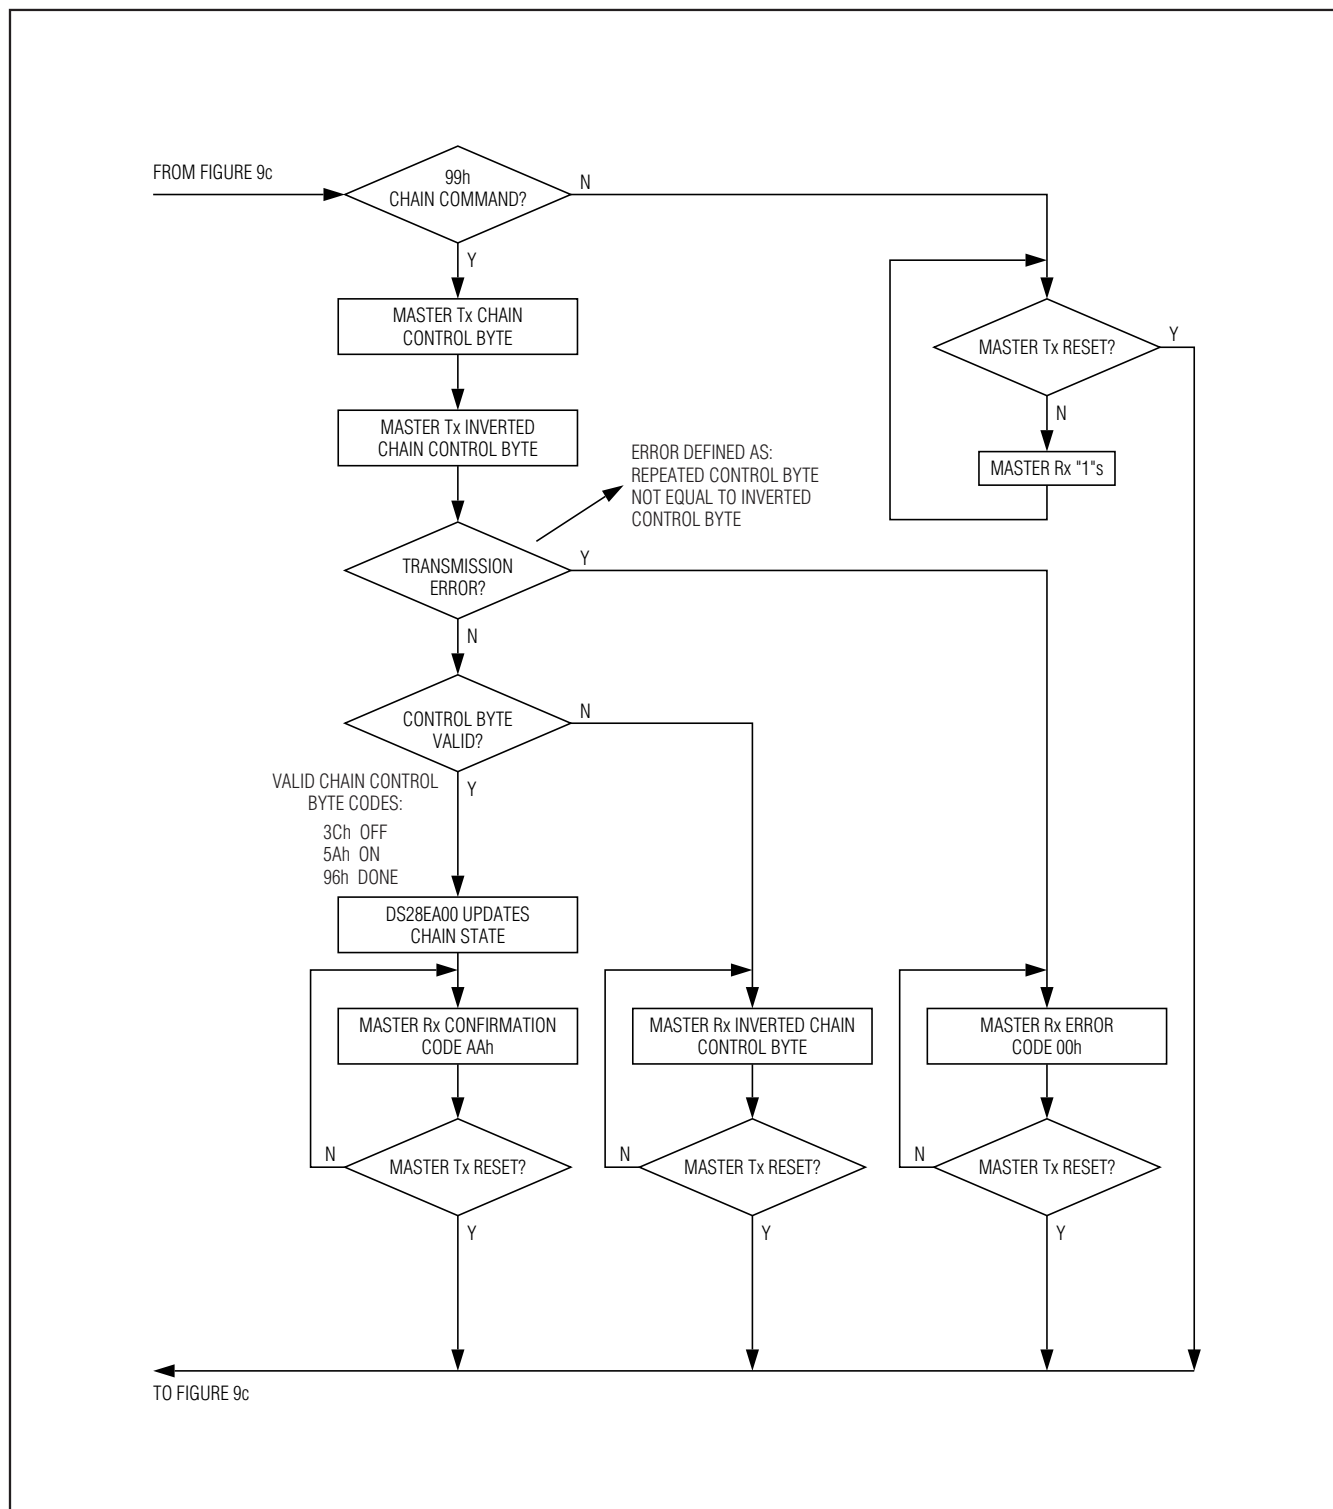 FROM FIGURE 9c
99h
CHAIN COMMAND?
N
Y
MASTER Tx CHAIN
CONTROL BYTE
MASTER Tx RESET?
Y
N
MASTER Rx "1"s
MASTER Tx INVERTED
CHAIN CONTROL BYTE
ERROR DEFINED AS:
REPEATED CONTROL BYTE
NOT EQUAL TO INVERTED
CONTROL BYTE
TRANSMISSION
ERROR?
Y
N
CONTROL BYTE
VALID?
N
Y
VALID CHAIN CONTROL
BYTE CODES:
3Ch OFF
5Ah ON
96h DONE
DS28EA00 UPDATES
CHAIN STATE
MASTER Rx CONFIRMATION
CODE AAh
MASTER Rx INVERTED CHAIN
CONTROL BYTE
MASTER Rx ERROR
CODE 00h
N
MASTER Tx RESET?
Y
N
MASTER Tx RESET?
Y
N
MASTER Tx RESET?
Y
TO FIGURE 9c